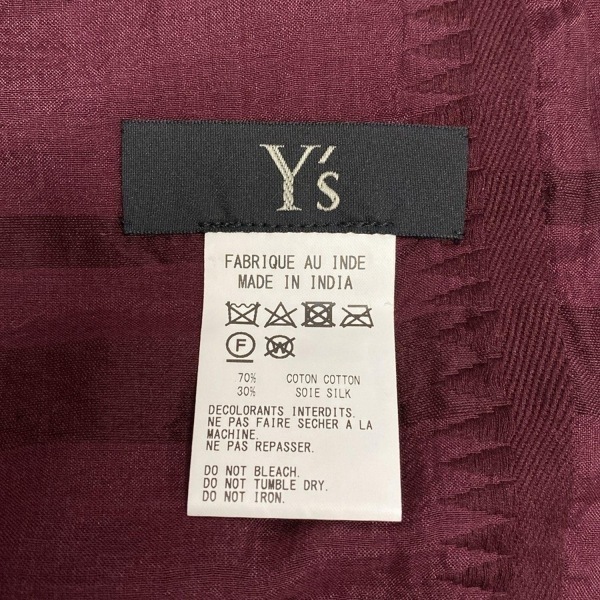 Y's
FABRIQUE AU INDE
MADE IN INDIA
F W
70% COTON COTTON
30% SOIE SILK
DECOLORANTS INTERDITS.
NE PAS FAIRE SECHER A LA
MACHINE.
NE PAS REPASSER.
DO NOT BLEACH.
DO NOT TUMBLE DRY.
DO NOT IRON.